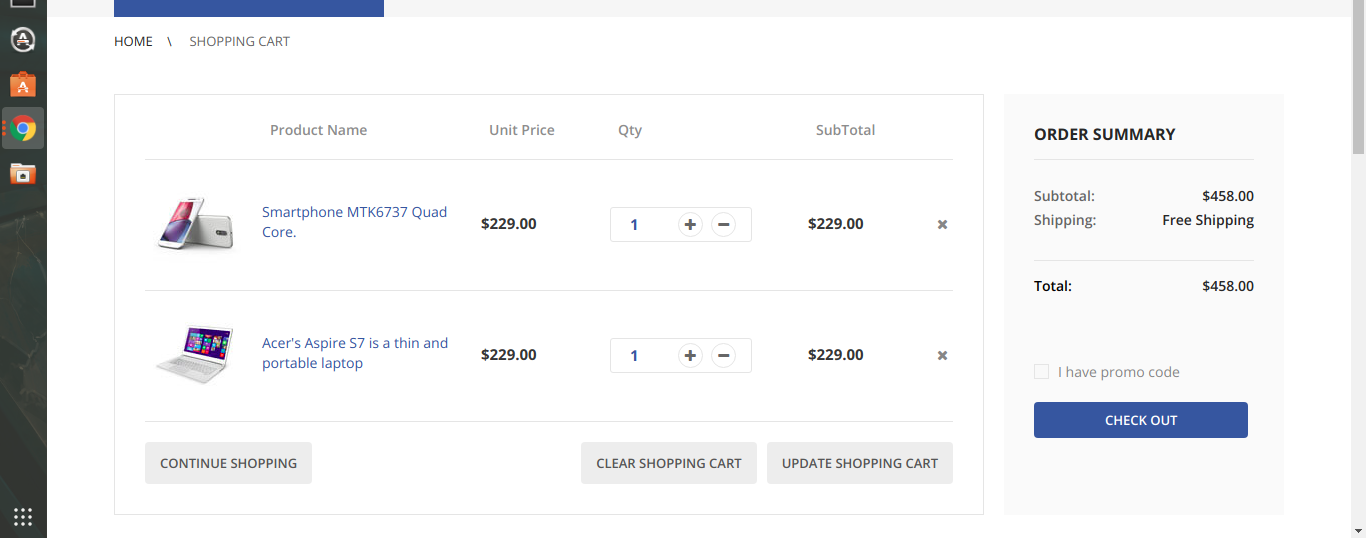 HOME \ SHOPPING CART
Product Name Unit Price Qty SubTotal
Smartphone MTK6737 Quad
Core.
$229.00 1 + − $229.00 ×
Acer's Aspire S7 is a thin and
portable laptop
$229.00 1 + − $229.00 ×
CONTINUE SHOPPING CLEAR SHOPPING CART UPDATE SHOPPING CART
ORDER SUMMARY
Subtotal: $458.00
Shipping: Free Shipping
Total: $458.00
I have promo code
CHECK OUT